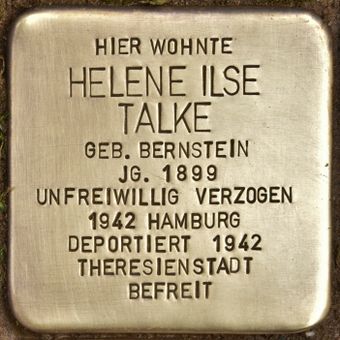 HIER WOHNTE
HELENE ILSE
TALKE
GEB. BERNSTEIN
JG. 1899
UNFREIWILLIG VERZOGEN
1942 HAMBURG
DEPORTIERT 1942
THERESIENSTADT
BEFREIT